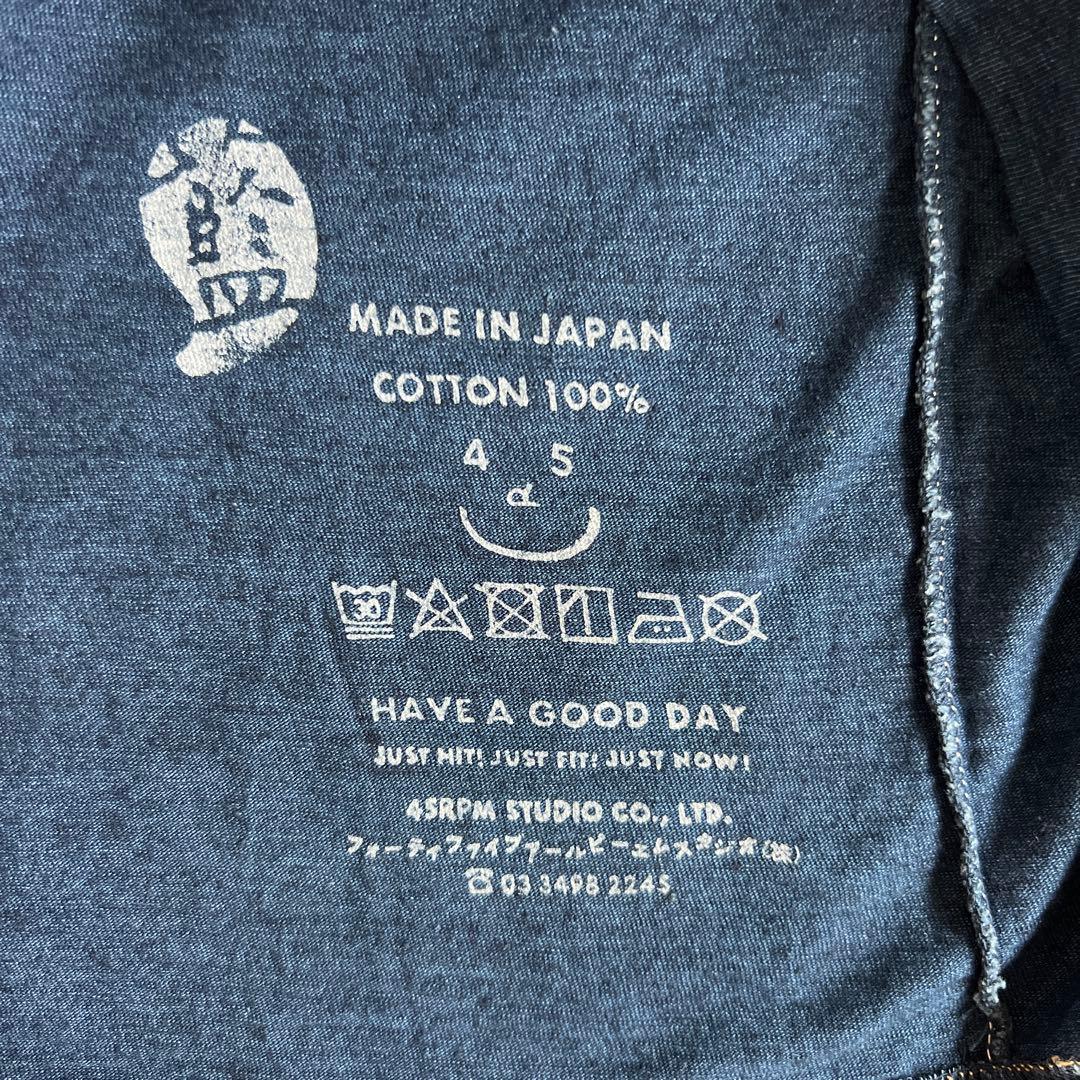 藍
MADE IN JAPAN
COTTON 100%
4 5
R
30
HAVE A GOOD DAY
JUST HIT! JUST FIT! JUST NOW!
45RPM STUDIO CO., LTD.
フォーティファイブアールピーエムスタジオ(株)
☎ 03 3498 2245